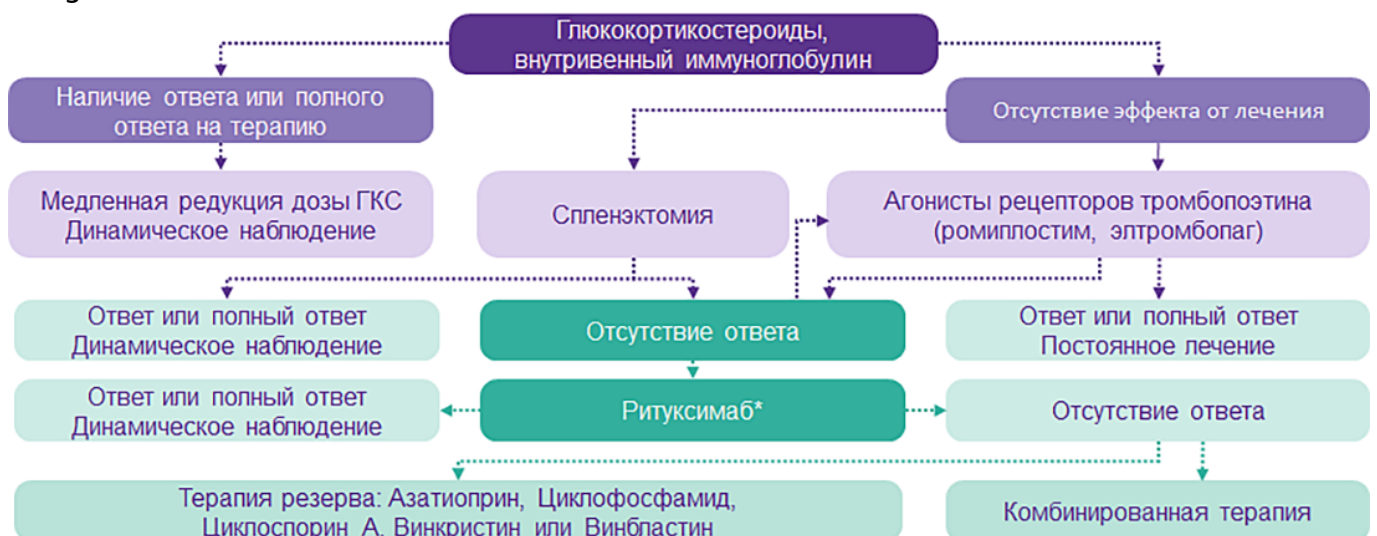 Глюкокортикостероиды,
внутривенный иммуноглобулин
Наличие ответа или полного
ответа на терапию
Отсутствие эффекта от лечения
Медленная редукция дозы ГКС
Динамическое наблюдение
Спленэктомия
Агонисты рецепторов тромбопоэтина
(ромиплостим, элтромбопаг)
Ответ или полный ответ
Динамическое наблюдение
Отсутствие ответа
Ответ или полный ответ
Постоянное лечение
Ответ или полный ответ
Динамическое наблюдение
Ритуксимаб*
Отсутствие ответа
Терапия резерва: Азатиоприн, Циклофосфамид,
Циклоспорин А, Винкристин или Винбластин
Комбинированная терапия